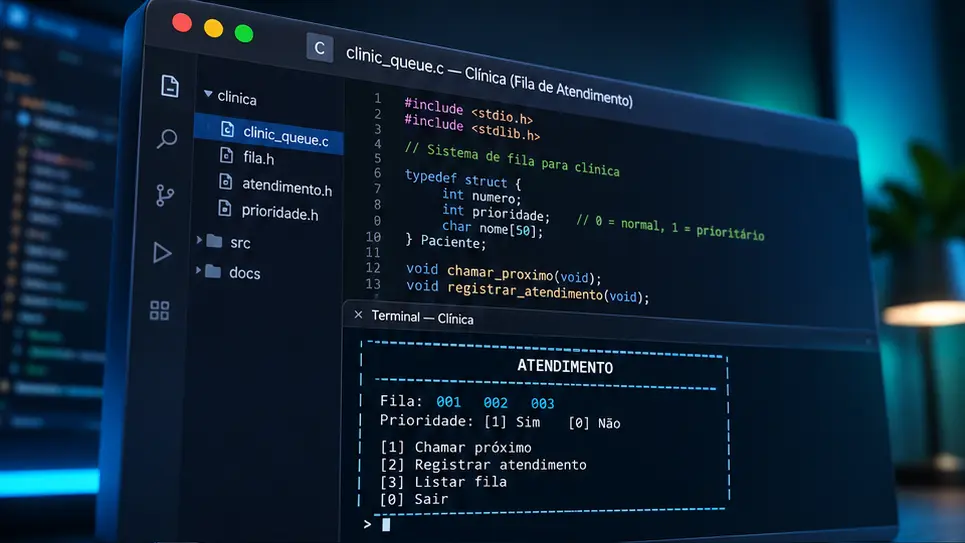 C clinic_queue.c — Clínica (Fila de Atendimento)
clinica
clinic_queue.c
fila.h
atendimento.h
prioridade.h
src
docs
1 #include <stdio.h>
2 #include <stdlib.h>
3
4 // Sistema de fila para clínica
5
6 typedef struct {
7 int numero;
8 int prioridade; // 0 = normal, 1 = prioritário
0 char nome[50];
10 } Paciente;
11
12 void chamar_proximo(void);
13 void registrar_atendimento(void);
× Terminal — Clínica
ATENDIMENTO
Fila: 001 002 003
Prioridade: [1] Sim [0] Não
[1] Chamar próximo
[2] Registrar atendimento
[3] Listar fila
[0] Sair
>